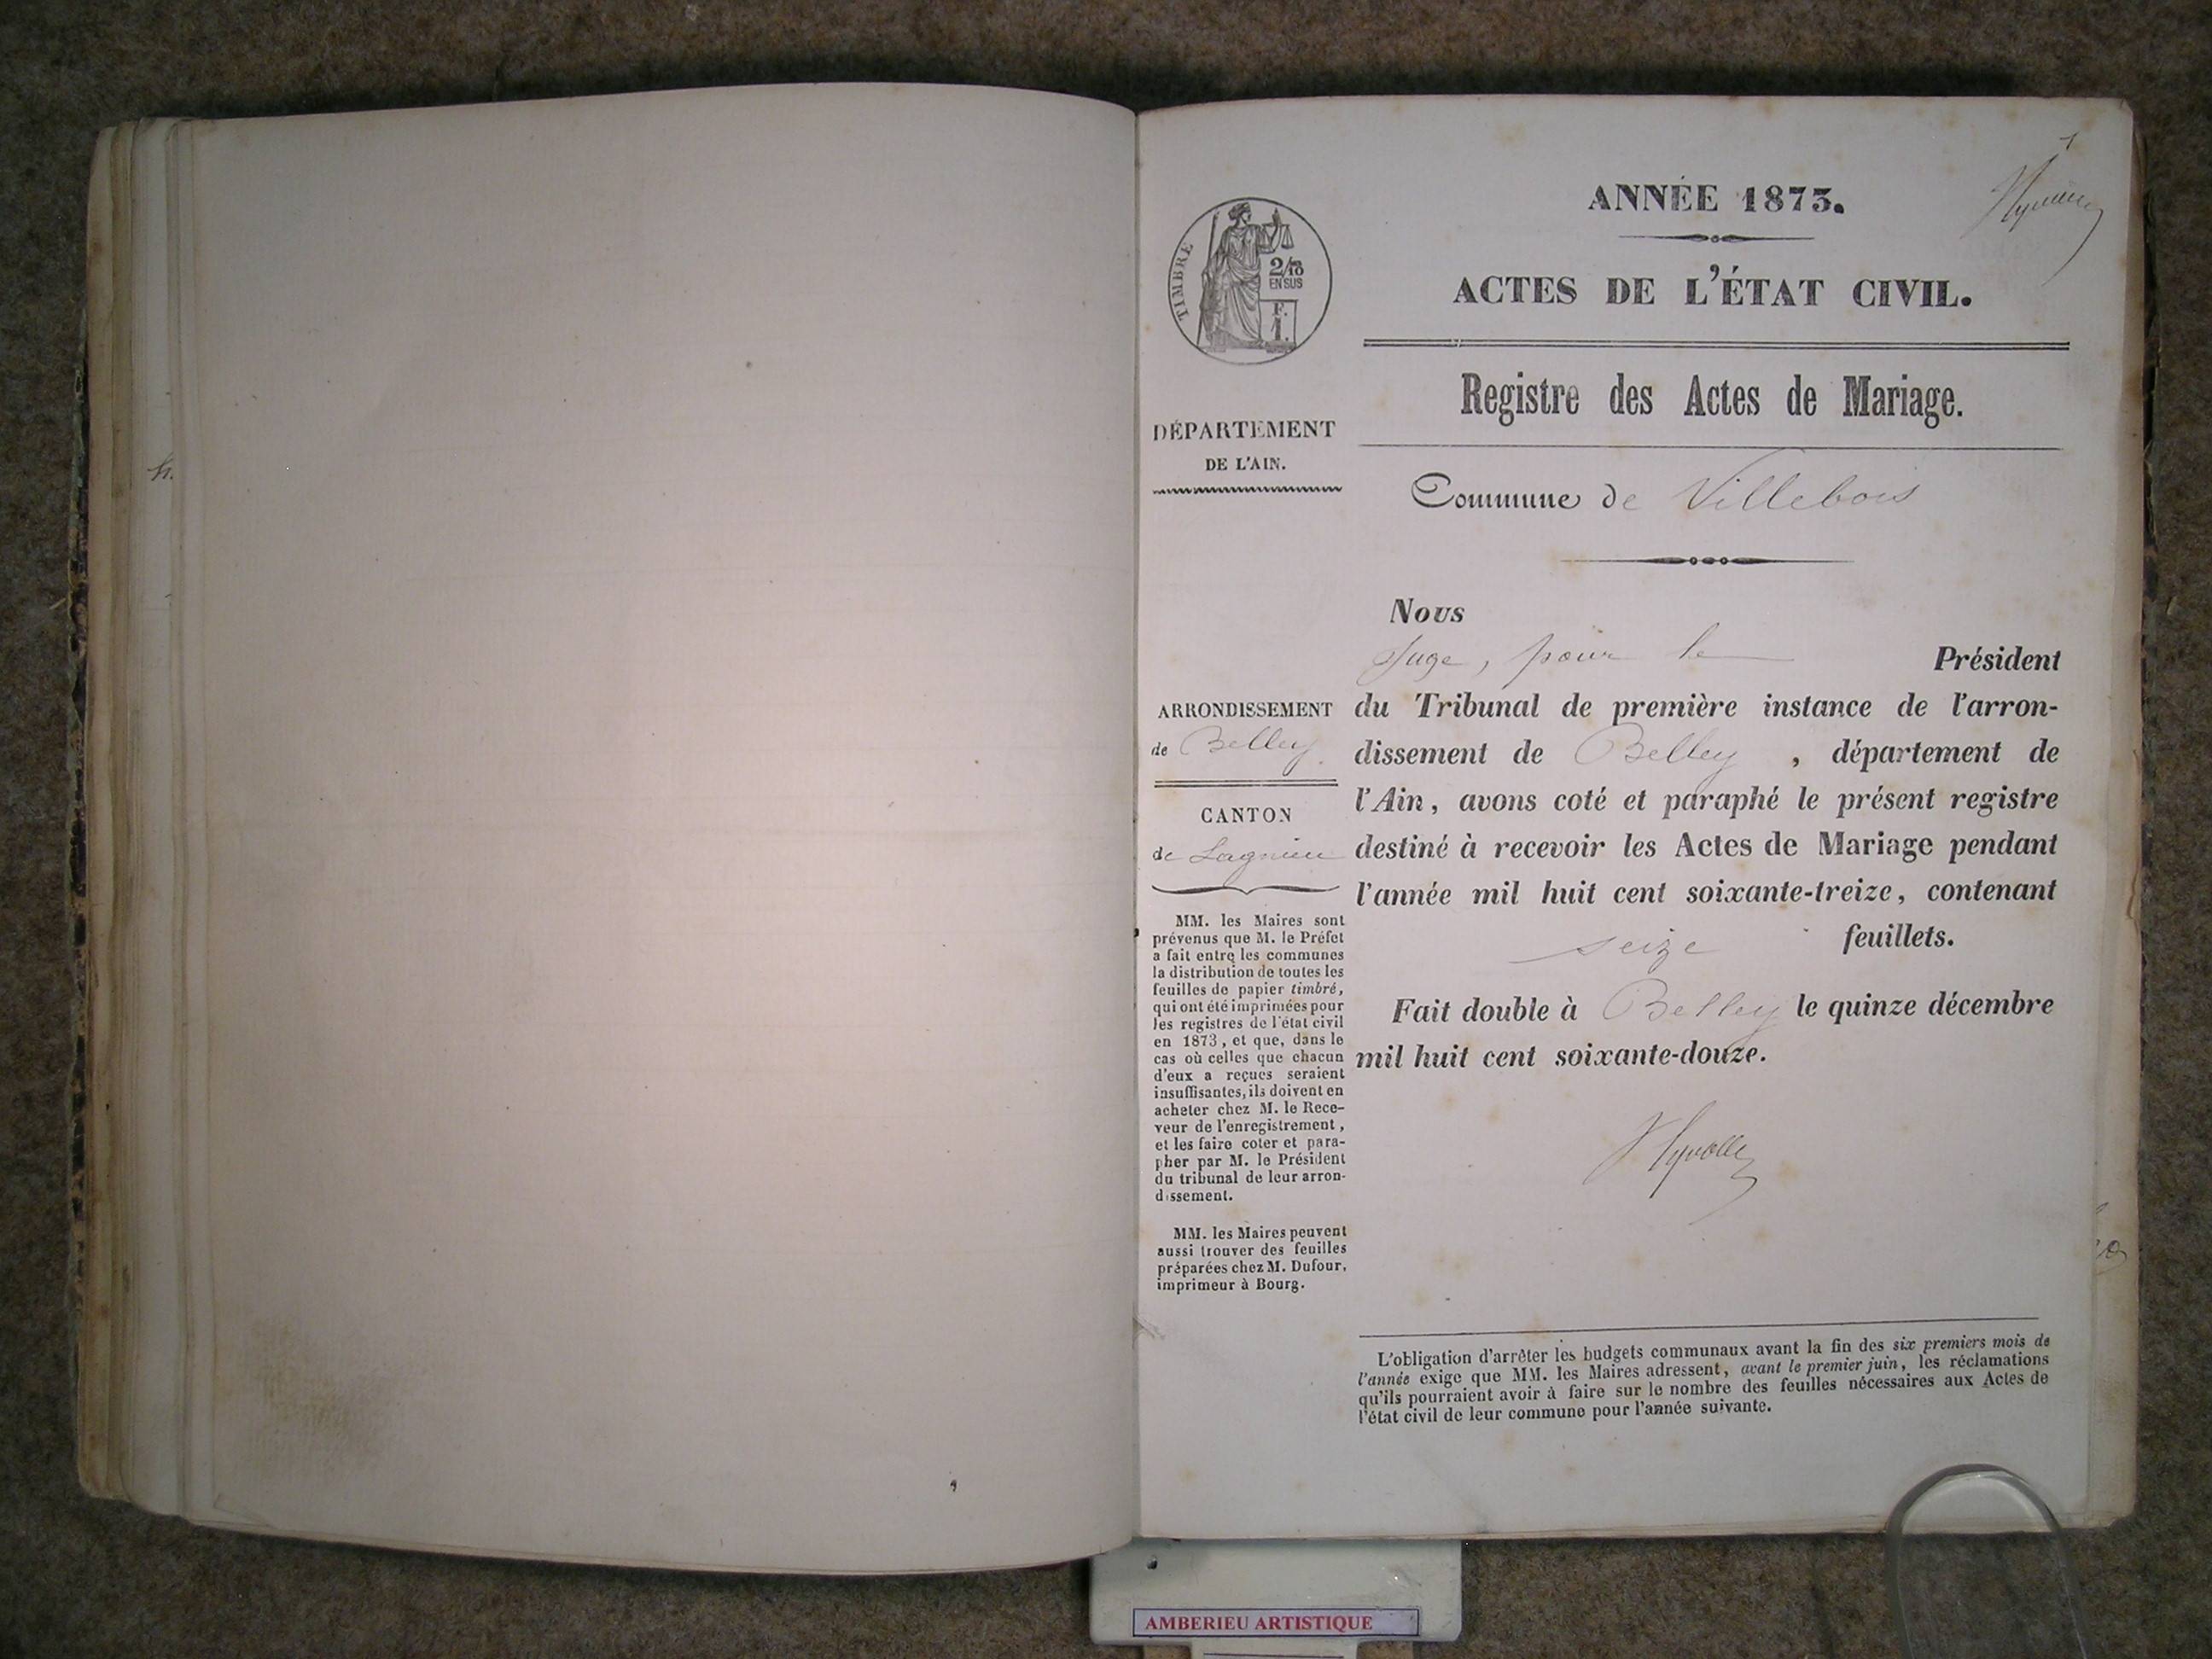 ANNÉE 1873.
ACTES DE L'ÉTAT CIVIL.
Registre des Actes de Mariage.
Commune de Villebois
TIMBRE
2/10
EN SUS
F.
1.
DÉPARTEMENT
DE L'AIN.
ARRONDISSEMENT
de Belley
CANTON
de Lagnieu
MM. les Maires sont
prévenus que M. le Préfet
a fait entre les communes
la distribution de toutes les
feuilles de papier timbré,
qui ont été imprimées pour
les registres de l'état civil
en 1873, et que, dans le
cas où celles que chacun
d'eux a reçues seraient
insuffisantes, ils doivent en
acheter chez M. le Rece-
veur de l'enregistrement,
et les faire coter et para-
pher par M. le Président
du tribunal de leur arron-
dissement.
MM. les Maires peuvent
aussi trouver des feuilles
préparées chez M. Dufour,
imprimeur à Bourg.
Nous
Juge, pour le Président
du Tribunal de première instance de l'arron-
dissement de Belley, département de
l'Ain, avons coté et paraphé le présent registre
destiné à recevoir les Actes de Mariage pendant
l'année mil huit cent soixante-treize, contenant
seize feuillets.
Fait double à Belley le quinze décembre
mil huit cent soixante-douze.
L'obligation d'arrêter les budgets communaux avant la fin des six premiers mois de
l'année exige que MM. les Maires adressent, avant le premier juin, les réclamations
qu'ils pourraient avoir à faire sur le nombre des feuilles nécessaires aux Actes de
l'état civil de leur commune pour l'année suivante.
AMBERIEU ARTISTIQUE